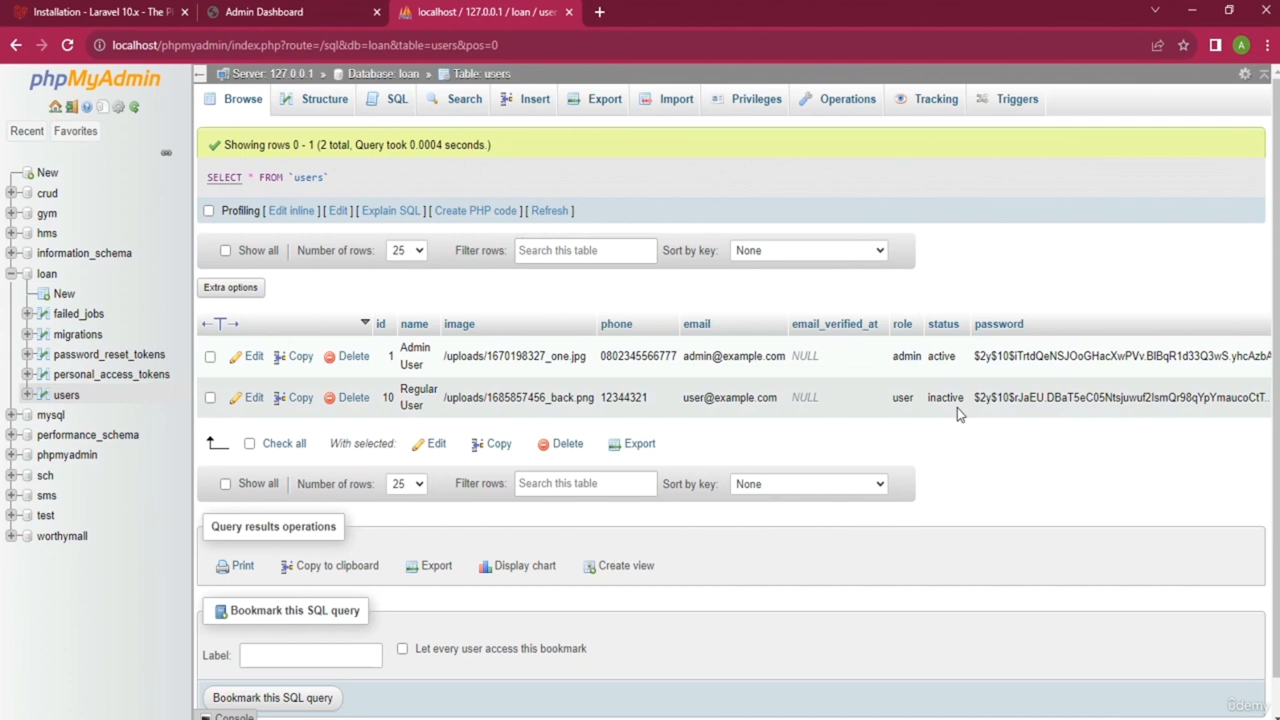 Installation - Laravel 10.x - The P
Admin Dashboard
localhost / 127.0.0.1 / loan / user
localhost/phpmyadmin/index.php?route=/sql&db=loan&table=users&pos=0
A
phpMyAdmin
Recent Favorites
New
crud
gym
hms
information_schema
loan
New
failed_jobs
migrations
password_reset_tokens
personal_access_tokens
users
mysql
performance_schema
phpmyadmin
sch
sms
test
worthymall
Server: 127.0.0.1 » Database: loan » Table: users
Browse Structure SQL Search Insert Export Import Privileges Operations Tracking Triggers
Showing rows 0 - 1 (2 total, Query took 0.0004 seconds.)
SELECT * FROM `users`
Profiling [ Edit inline ] [ Edit ] [ Explain SQL ] [ Create PHP code ] [ Refresh ]
Show all Number of rows: 25 Filter rows: Search this table Sort by key: None
Extra options
←T→ id name image phone email email_verified_at role status password
Edit Copy Delete 1 Admin User /uploads/1670198327_one.jpg 0802345566777 admin@example.com NULL admin active
Edit Copy Delete 10 Regular User /uploads/1685857456_back.png 12344321 user@example.com NULL user inactive
Check all With selected: Edit Copy Delete Export
Show all Number of rows: 25 Filter rows: Search this table Sort by key: None
Query results operations
Print Copy to clipboard Export Display chart Create view
Bookmark this SQL query
Label: Let every user access this bookmark
Bookmark this SQL query
Console
ûdemy